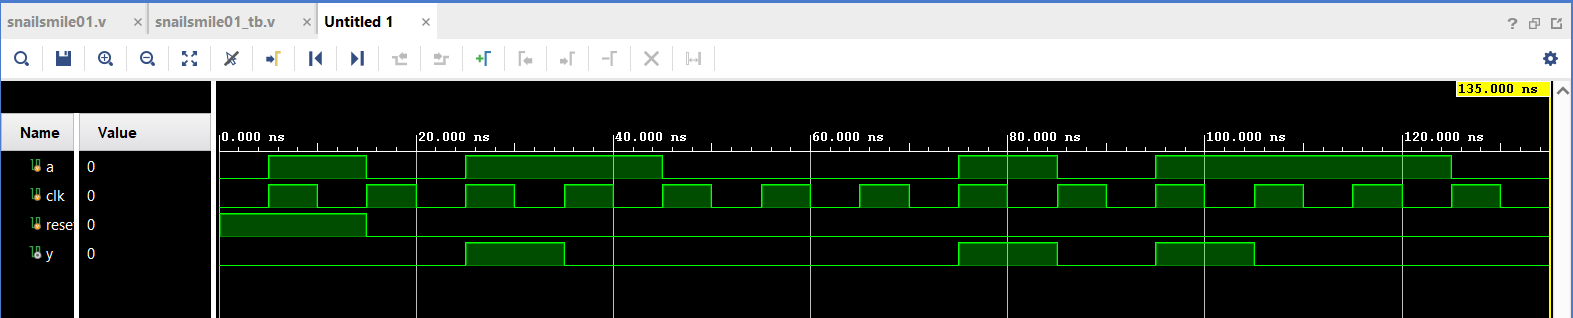 snailsmile01.v × snailsmile01_tb.v × Untitled 1 ×
? 
135.000 ns
Name Value
0.000 ns 20.000 ns 40.000 ns 60.000 ns 80.000 ns 100.000 ns 120.000 ns
a 0
clk 0
rese 0
y 0